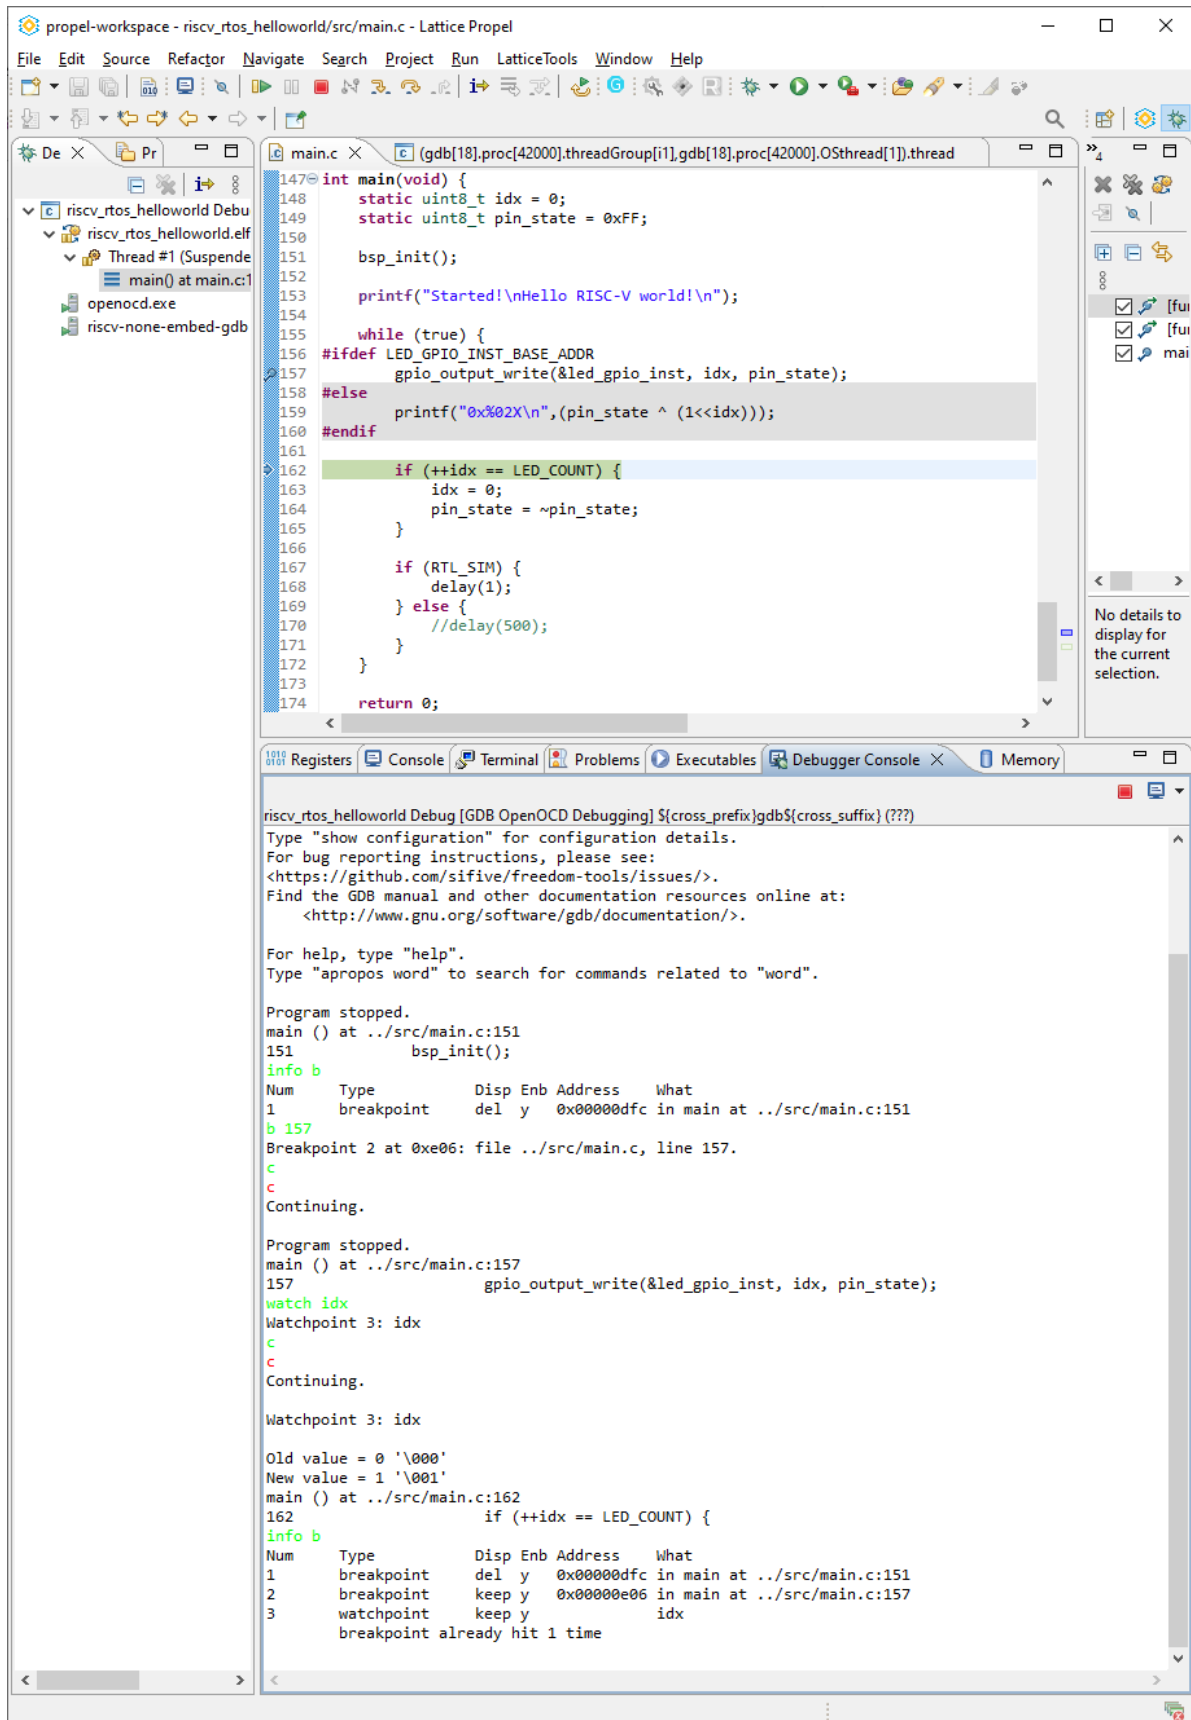 propel-workspace - riscv_rtos_helloworld/src/main.c - Lattice Propel
File Edit Source Refactor Navigate Search Project Run LatticeTools Window Help
De Pr
riscv_rtos_helloworld Debu
riscv_rtos_helloworld.elf
Thread #1 (Suspende
main() at main.c:1
openocd.exe
riscv-none-embed-gdb
main.c (gdb[18].proc[42000].threadGroup[i1],gdb[18].proc[42000].OSthread[1]).thread
147 int main(void) {
148 static uint8_t idx = 0;
149 static uint8_t pin_state = 0xFF;
150
151 bsp_init();
152
153 printf("Started!\nHello RISC-V world!\n");
154
155 while (true) {
156 #ifdef LED_GPIO_INST_BASE_ADDR
157 gpio_output_write(&led_gpio_inst, idx, pin_state);
158 #else
159 printf("0x%02X\n",(pin_state ^ (1<<idx)));
160 #endif
161
162 if (++idx == LED_COUNT) {
163 idx = 0;
164 pin_state = ~pin_state;
165 }
166
167 if (RTL_SIM) {
168 delay(1);
169 } else {
170 //delay(500);
171 }
172 }
173
174 return 0;
»4
[fu
[fu
mai
No details to
display for
the current
selection.
Registers Console Terminal Problems Executables Debugger Console Memory
riscv_rtos_helloworld Debug [GDB OpenOCD Debugging] ${cross_prefix}gdb${cross_suffix} (???)
Type "show configuration" for configuration details.
For bug reporting instructions, please see:
<https://github.com/sifive/freedom-tools/issues/>.
Find the GDB manual and other documentation resources online at:
<http://www.gnu.org/software/gdb/documentation/>.
For help, type "help".
Type "apropos word" to search for commands related to "word".
Program stopped.
main () at ../src/main.c:151
151 bsp_init();
info b
Num Type Disp Enb Address What
1 breakpoint del y 0x00000dfc in main at ../src/main.c:151
b 157
Breakpoint 2 at 0xe06: file ../src/main.c, line 157.
c
c
Continuing.
Program stopped.
main () at ../src/main.c:157
157 gpio_output_write(&led_gpio_inst, idx, pin_state);
watch idx
Watchpoint 3: idx
c
c
Continuing.
Watchpoint 3: idx
Old value = 0 '\000'
New value = 1 '\001'
main () at ../src/main.c:162
162 if (++idx == LED_COUNT) {
info b
Num Type Disp Enb Address What
1 breakpoint del y 0x00000dfc in main at ../src/main.c:151
2 breakpoint keep y 0x00000e06 in main at ../src/main.c:157
3 watchpoint keep y idx
breakpoint already hit 1 time